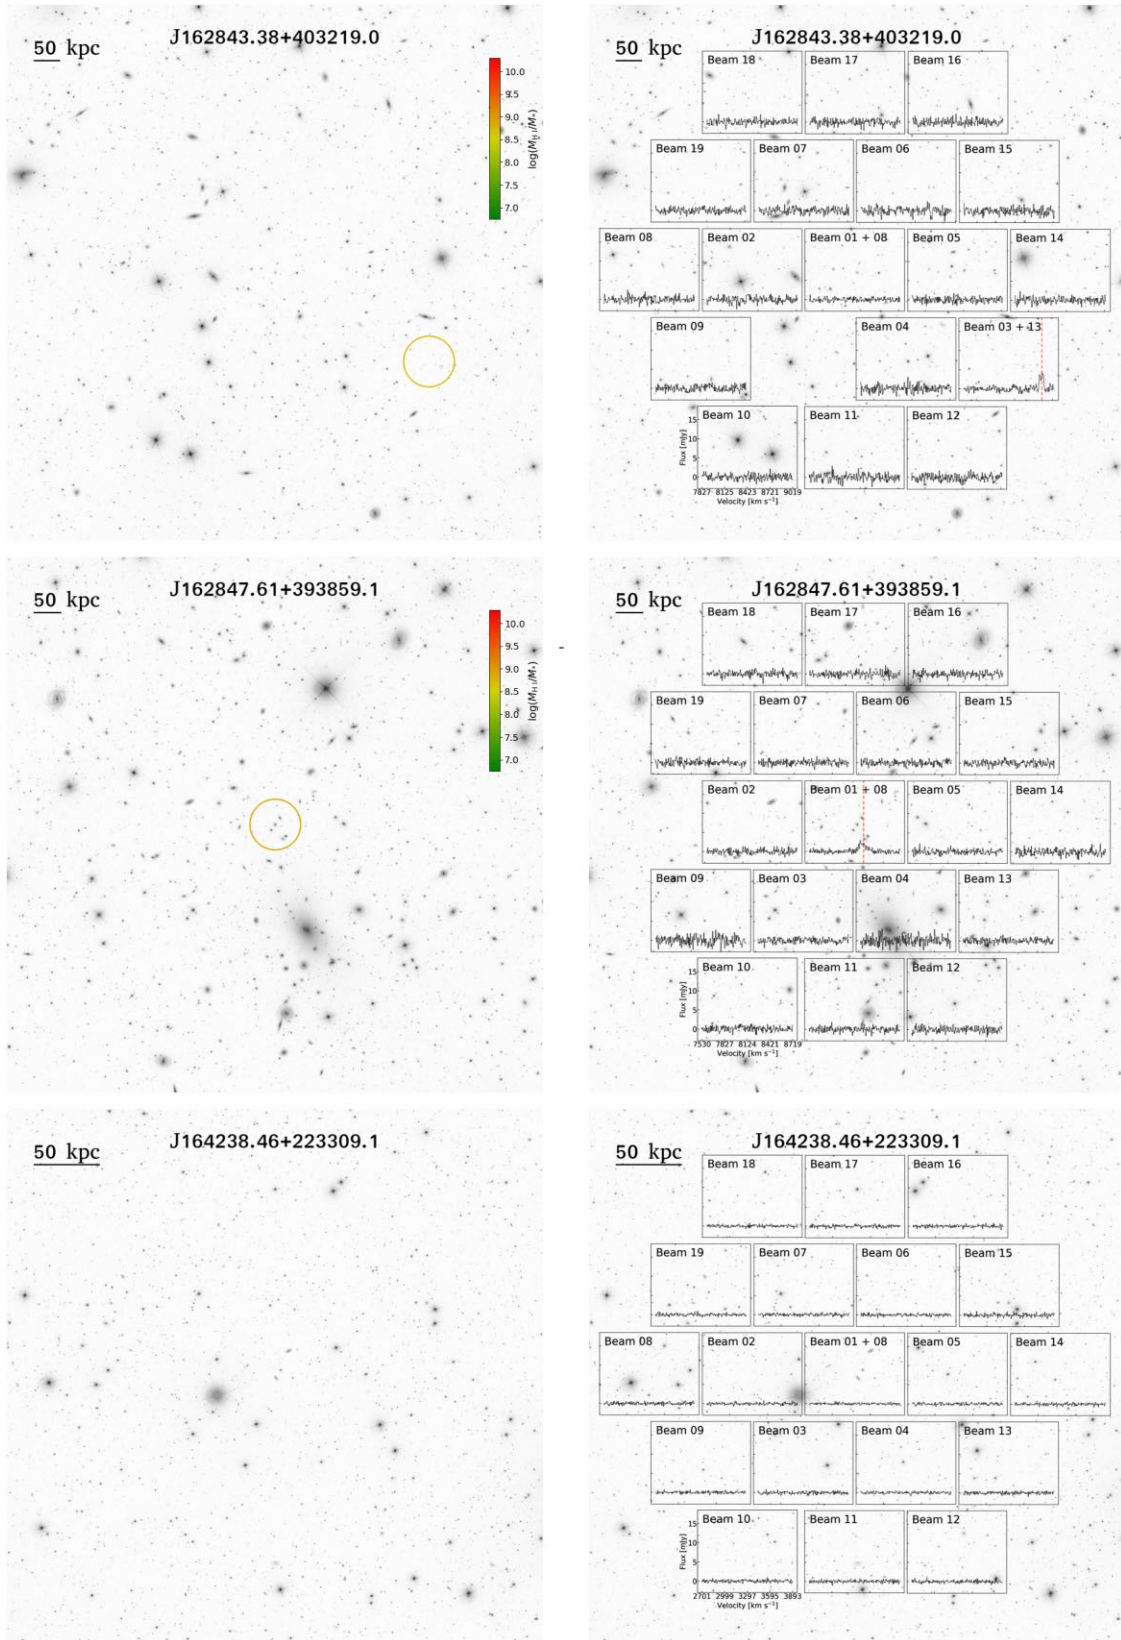 J162843.38+403219.0
50 kpc
10.0
9.5
9.0
8.5
8.0
7.5
7.0
log(M_HI/M*)
J162843.38+403219.0
50 kpc
Beam 18 Beam 17 Beam 16
Beam 19 Beam 07 Beam 06 Beam 15
Beam 08 Beam 02 Beam 01 + 08 Beam 05 Beam 14
Beam 09 Beam 04 Beam 03 + 13
Beam 10 Beam 11 Beam 12
15
10
5
0
Flux [mJy]
7827 8125 8423 8721 9019
Velocity [km s⁻¹]
J162847.61+393859.1
50 kpc
10.0
9.5
9.0
8.5
8.0
7.5
7.0
log(M_HI/M*)
J162847.61+393859.1
50 kpc
Beam 18 Beam 17 Beam 16
Beam 19 Beam 07 Beam 06 Beam 15
Beam 02 Beam 01 + 08 Beam 05 Beam 14
Beam 09 Beam 03 Beam 04 Beam 13
Beam 10 Beam 11 Beam 12
15
10
5
0
Flux [mJy]
7530 7827 8124 8421 8719
Velocity [km s⁻¹]
J164238.46+223309.1
50 kpc
J164238.46+223309.1
50 kpc
Beam 18 Beam 17 Beam 16
Beam 19 Beam 07 Beam 06 Beam 15
Beam 08 Beam 02 Beam 01 + 08 Beam 05 Beam 14
Beam 09 Beam 03 Beam 04 Beam 13
Beam 10 Beam 11 Beam 12
15
10
5
0
Flux [mJy]
2701 2999 3297 3595 3893
Velocity [km s⁻¹]